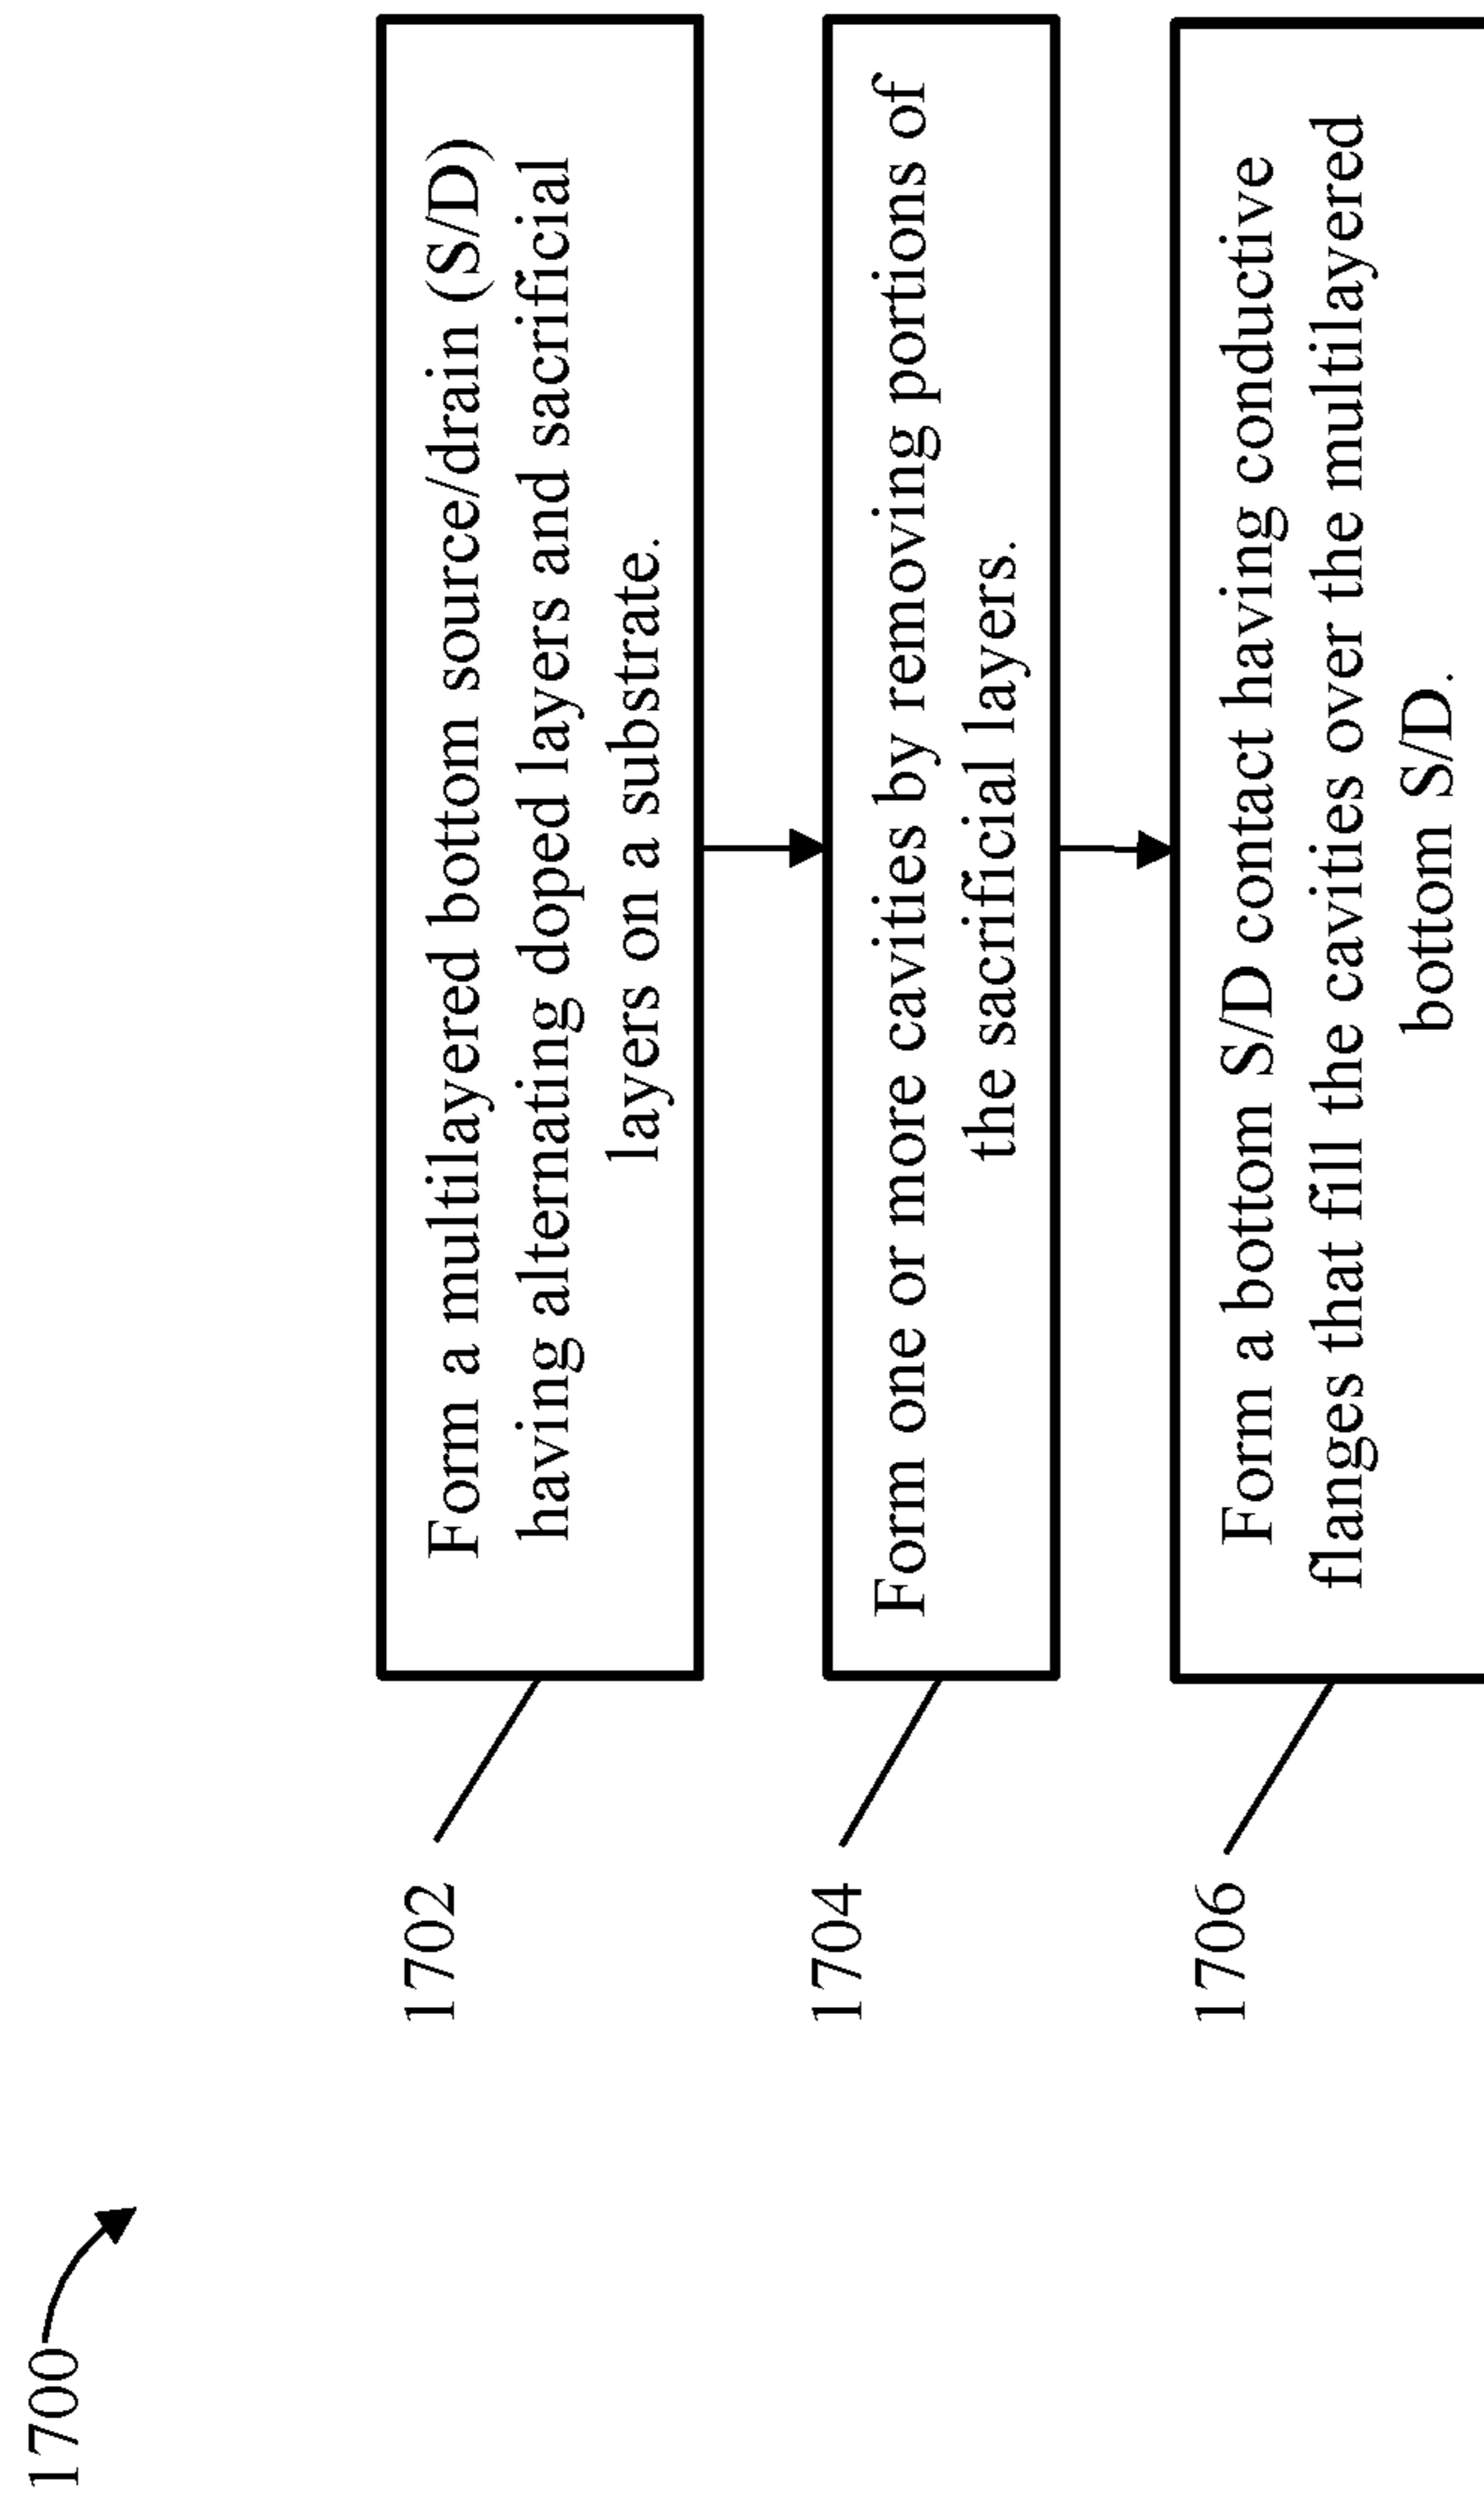 1700
1702
Form a multilayered bottom source/drain (S/D)
having alternating doped layers and sacrificial
layers on a substrate.
1704
Form one or more cavities by removing portions of
the sacrificial layers.
1706
Form a bottom S/D contact having conductive
flanges that fill the cavities over the multilayered
bottom S/D.